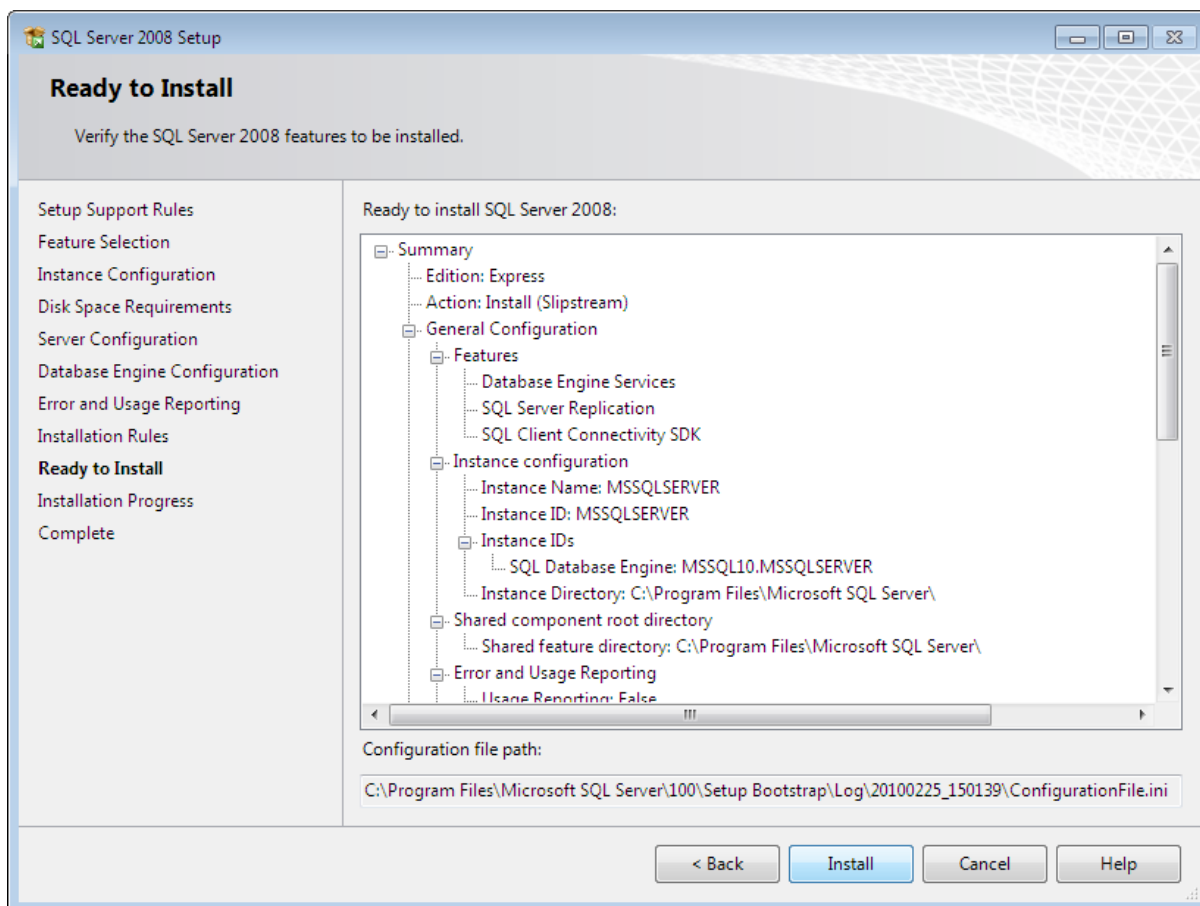 SQL Server 2008 Setup
Ready to Install
Verify the SQL Server 2008 features to be installed.
Setup Support Rules
Feature Selection
Instance Configuration
Disk Space Requirements
Server Configuration
Database Engine Configuration
Error and Usage Reporting
Installation Rules
Ready to Install
Installation Progress
Complete
Ready to install SQL Server 2008:
Summary
Edition: Express
Action: Install (Slipstream)
General Configuration
Features
Database Engine Services
SQL Server Replication
SQL Client Connectivity SDK
Instance configuration
Instance Name: MSSQLSERVER
Instance ID: MSSQLSERVER
Instance IDs
SQL Database Engine: MSSQL10.MSSQLSERVER
Instance Directory: C:\Program Files\Microsoft SQL Server\
Shared component root directory
Shared feature directory: C:\Program Files\Microsoft SQL Server\
Error and Usage Reporting
Usage Reporting: False
Configuration file path:
C:\Program Files\Microsoft SQL Server\100\Setup Bootstrap\Log\20100225_150139\ConfigurationFile.ini
< Back
Install
Cancel
Help